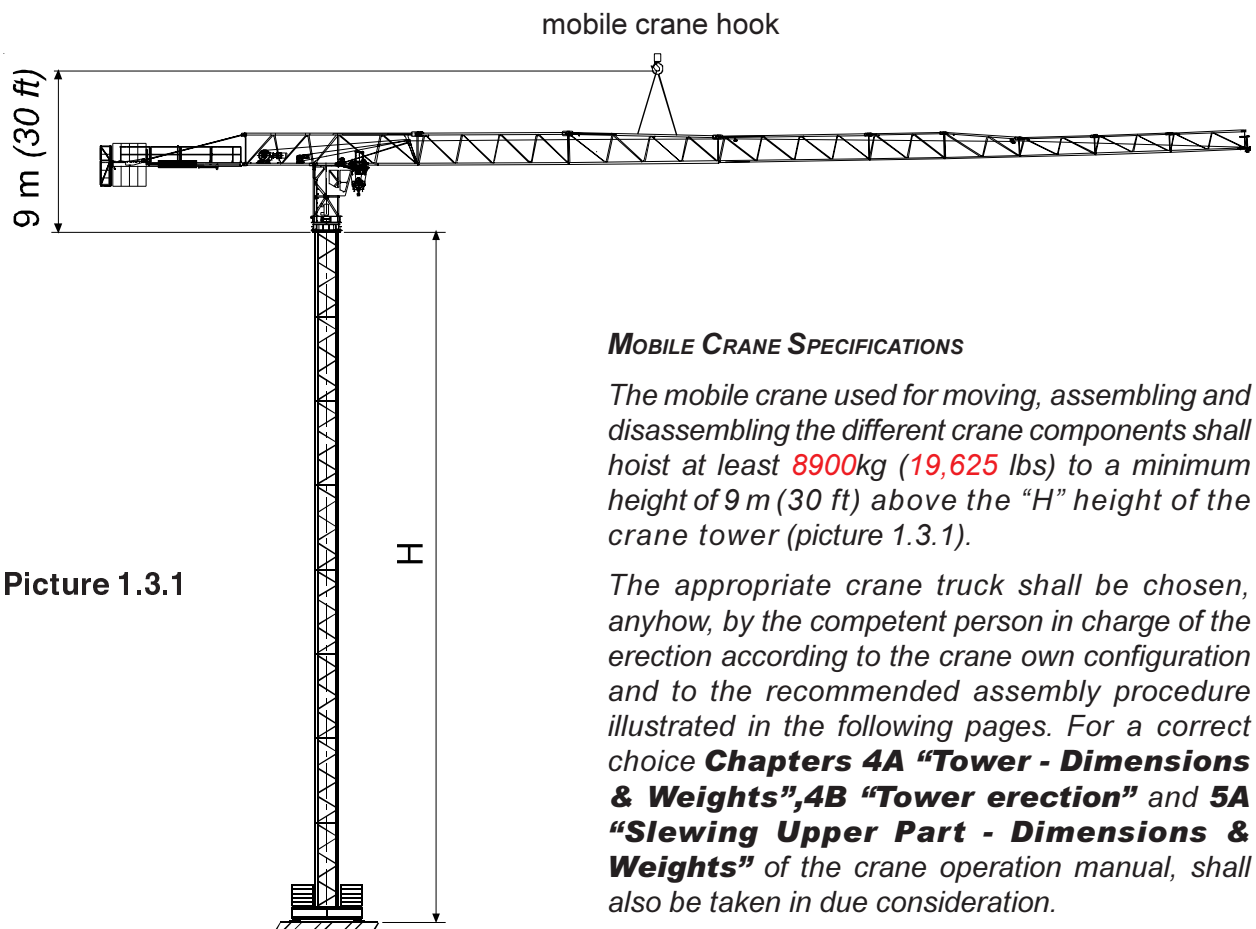 mobile crane hook
9 m (30 ft)
H
Picture 1.3.1
MOBILE CRANE SPECIFICATIONS
The mobile crane used for moving, assembling and
disassembling the different crane components shall
hoist at least 8900kg (19,625 lbs) to a minimum
height of 9 m (30 ft) above the “H” height of the
crane tower (picture 1.3.1).
The appropriate crane truck shall be chosen,
anyhow, by the competent person in charge of the
erection according to the crane own configuration
and to the recommended assembly procedure
illustrated in the following pages. For a correct
choice Chapters 4A “Tower - Dimensions
& Weights”,4B “Tower erection” and 5A
“Slewing Upper Part - Dimensions &
Weights” of the crane operation manual, shall
also be taken in due consideration.